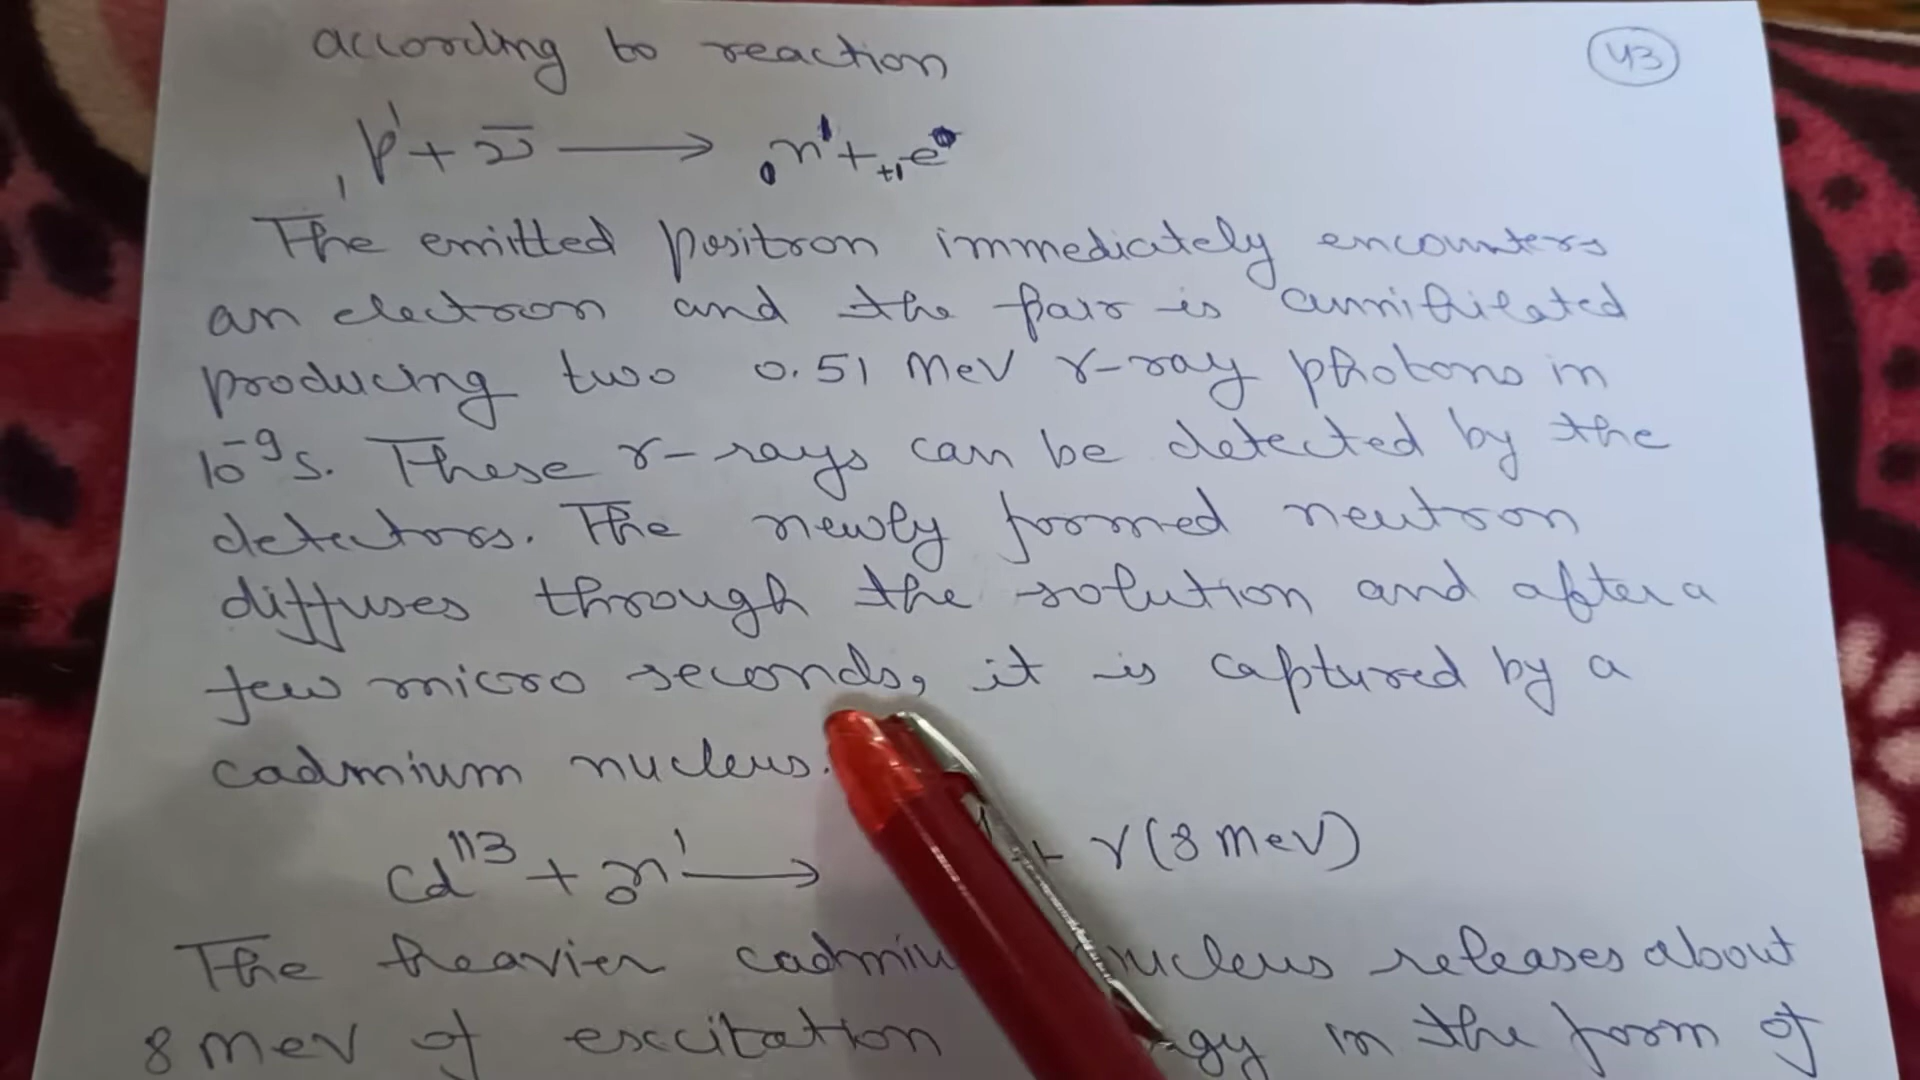 according to reaction
43
₁p¹ + ν̄ ⟶ ₀n¹ + ₊₁e⁰
The emitted positron immediately encounters
an electron and the pair is annihilated
producing two 0.51 MeV γ-ray photons in
10⁻⁹s. These γ-rays can be detected by the
detectors. The newly formed neutron
diffuses through the solution and after a
few micro seconds, it is captured by a
cadmium nucleus.
Cd¹¹³ + ₀n¹ ⟶ + γ (8 MeV)
The heavier nucleus releases about
8 MeV of excitation in the form of